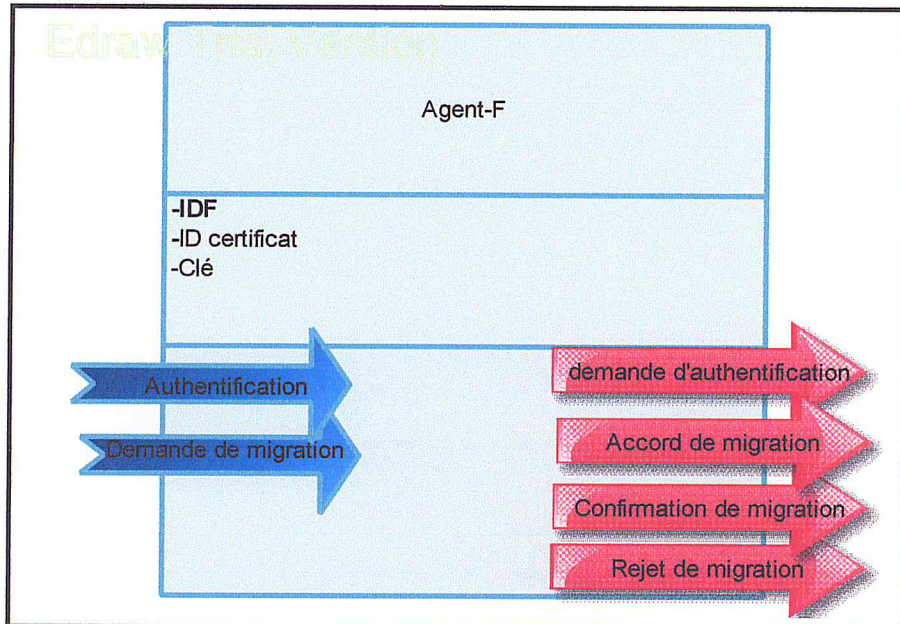 Edraw Trial Version
Agent-F
-IDF
-ID certificat
-Clé
Authentification
demande d'authentification
Demande de migration
Accord de migration
Confirmation de migration
Rejet de migration